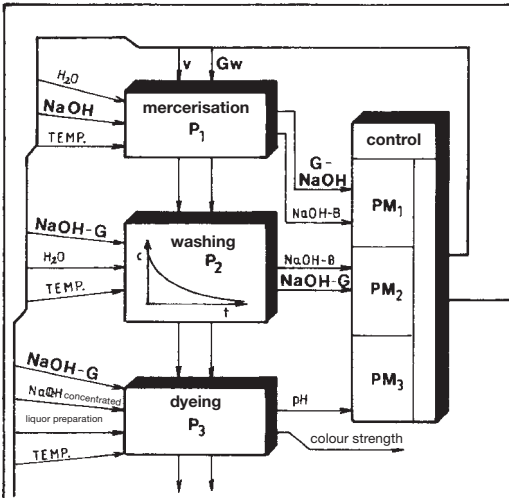 v Gw
H₂O
NaOH
TEMP.
mercerisation
P₁
control
G-
NaOH
NaOH-B
PM₁
NaOH-G
H₂O
TEMP.
washing
P₂
c
t
NaOH-B
NaOH-G
PM₂
NaOH-G
NaOH concentrated
liquor preparation
TEMP.
dyeing
P₃
pH
colour strength
PM₃